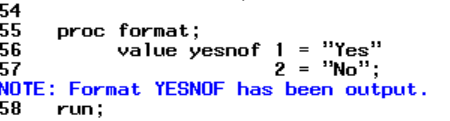 54
55 proc format;
56 value yesnof 1 = "Yes"
57 2 = "No";
NOTE: Format YESNOF has been output.
58 run;